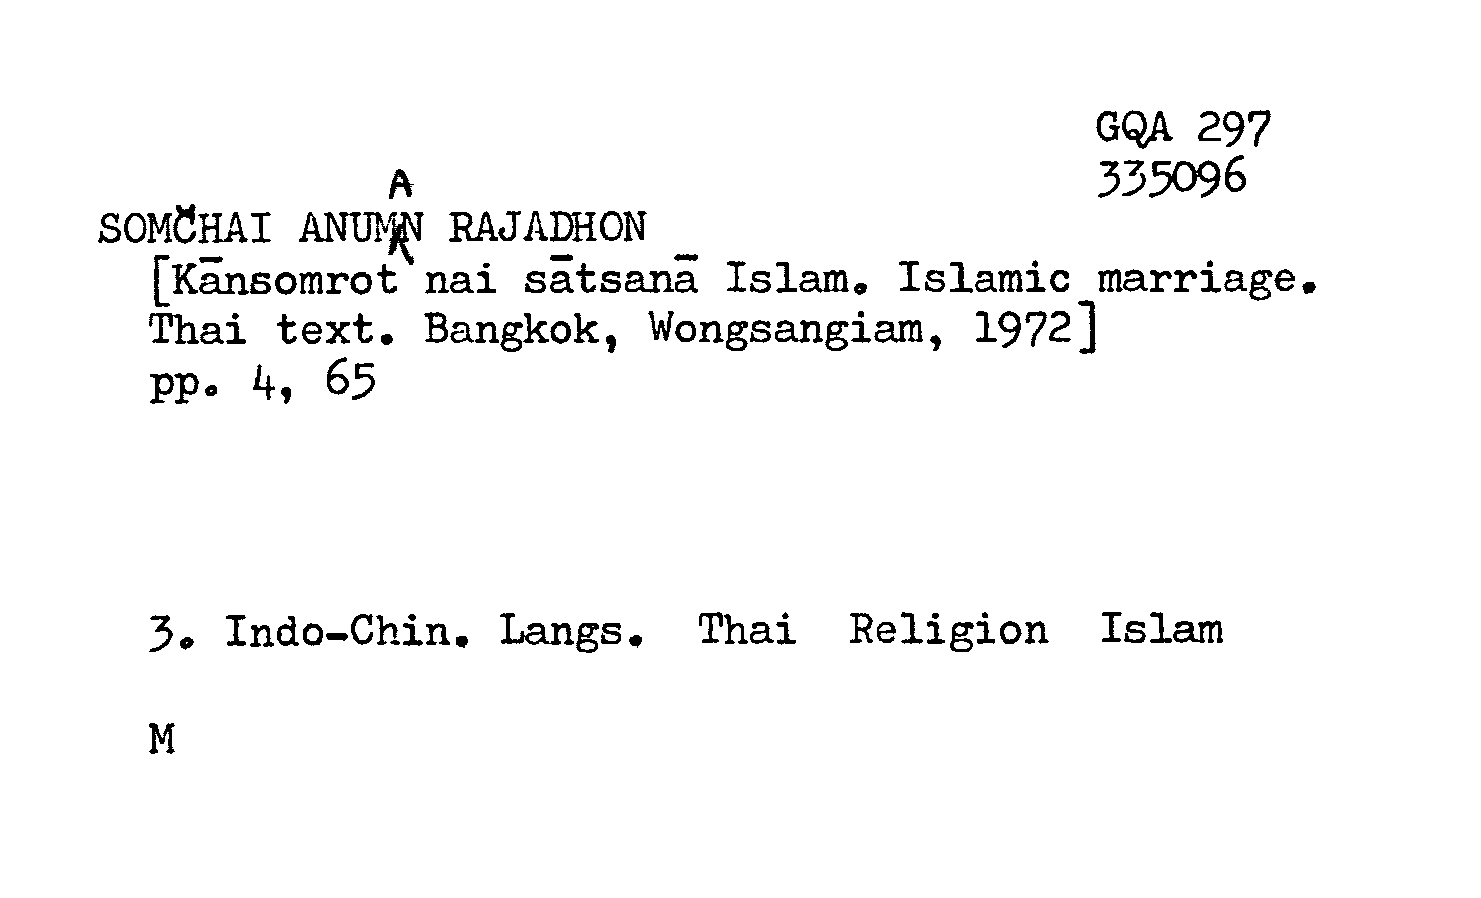 GQA 297
335096
SOMČHAI ANUMAN RAJADHON
[Kānsomrot nai sātsanā Islam. Islamic marriage.
Thai text. Bangkok, Wongsangiam, 1972]
pp. 4, 65
3. Indo-Chin. Langs. Thai Religion Islam
M